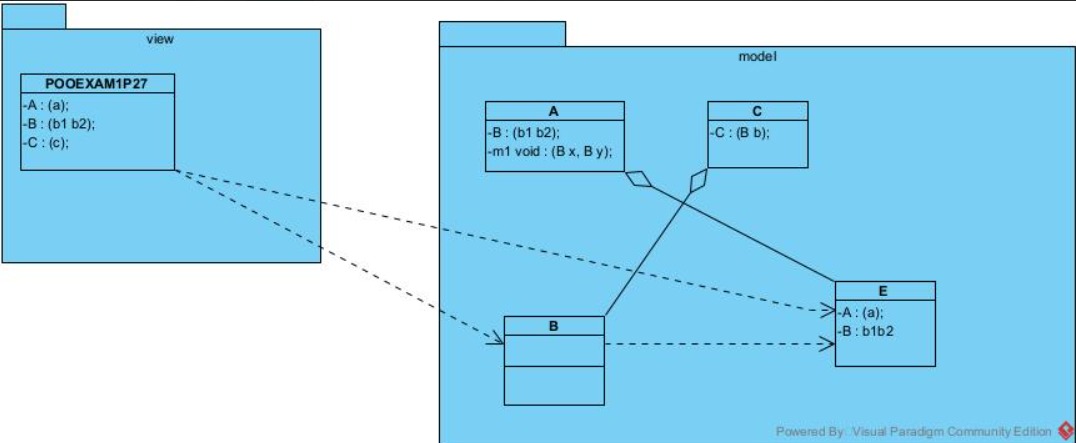 view
POOEXAM1P27
-A : (a);
-B : (b1 b2);
-C : (c);
model
A
-B : (b1 b2);
-m1 void : (B x, B y);
C
-C : (B b);
B
E
-A : (a);
-B : b1b2
Powered By: Visual Paradigm Community Edition